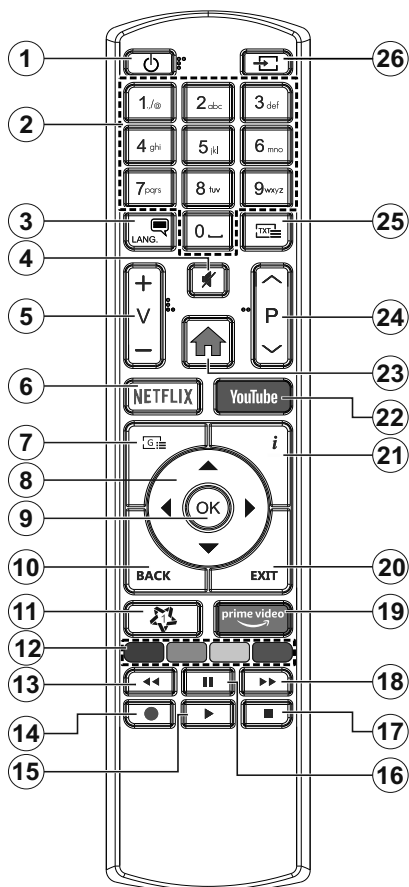 1
26
2
1./@
2abc
3def
4ghi
5jkl
6mno
7pqrs
8tuv
9wxyz
3
LANG.
0
TXT
25
4
+
V
−
5
P
24
23
6
NETFLIX
YouTube
22
7
G
i
21
8
9
OK
10
BACK
EXIT
20
11
1
prime video
19
12
13
18
14
17
15
16